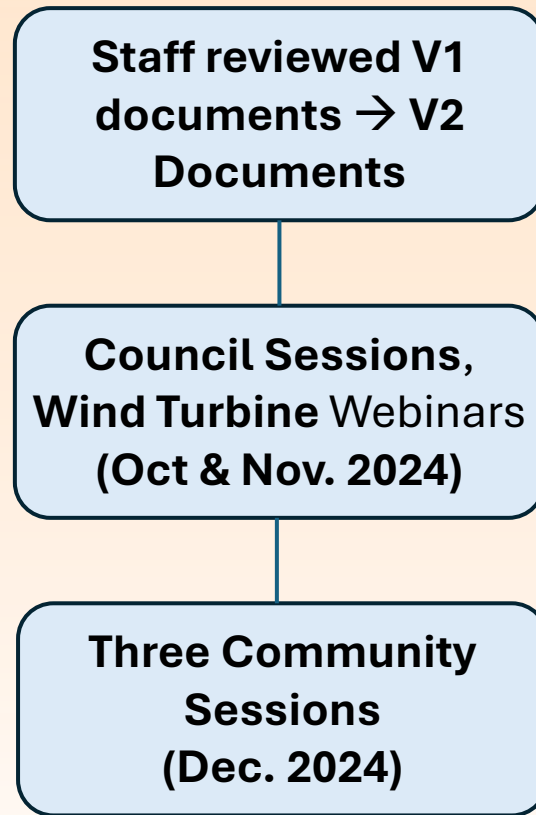 Staff reviewed V1
documents → V2
Documents
Council Sessions,
Wind Turbine Webinars
(Oct & Nov. 2024)
Three Community
Sessions
(Dec. 2024)